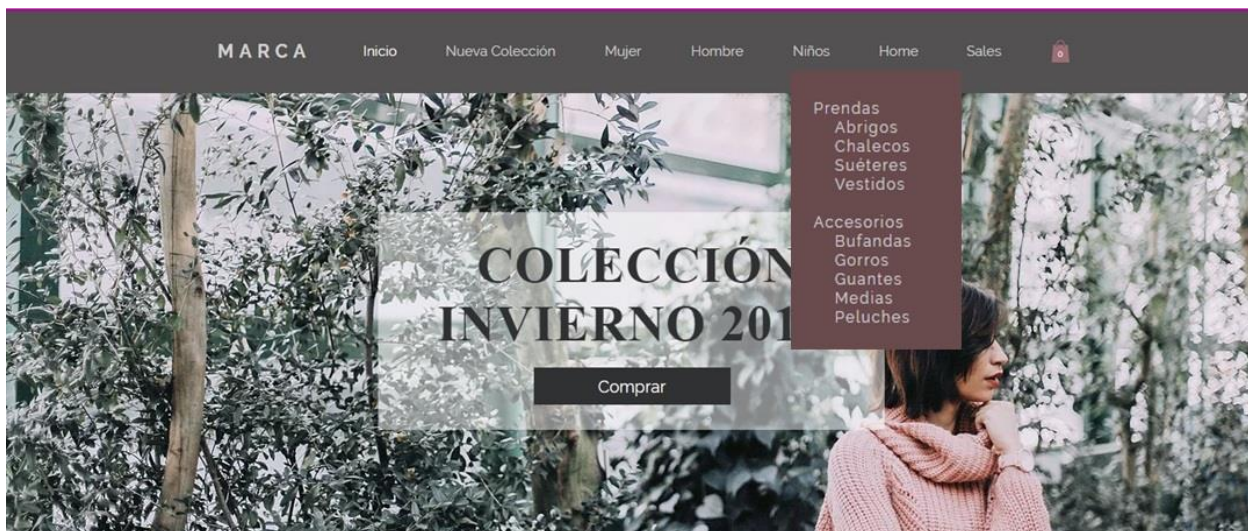 MARCA Inicio Nueva Colección Mujer Hombre Niños Home Sales 0
Prendas
Abrigos
Chalecos
Suéteres
Vestidos
Accesorios
Bufandas
Gorros
Guantes
Medias
Peluches
COLECCIÓN
INVIERNO 201
Comprar